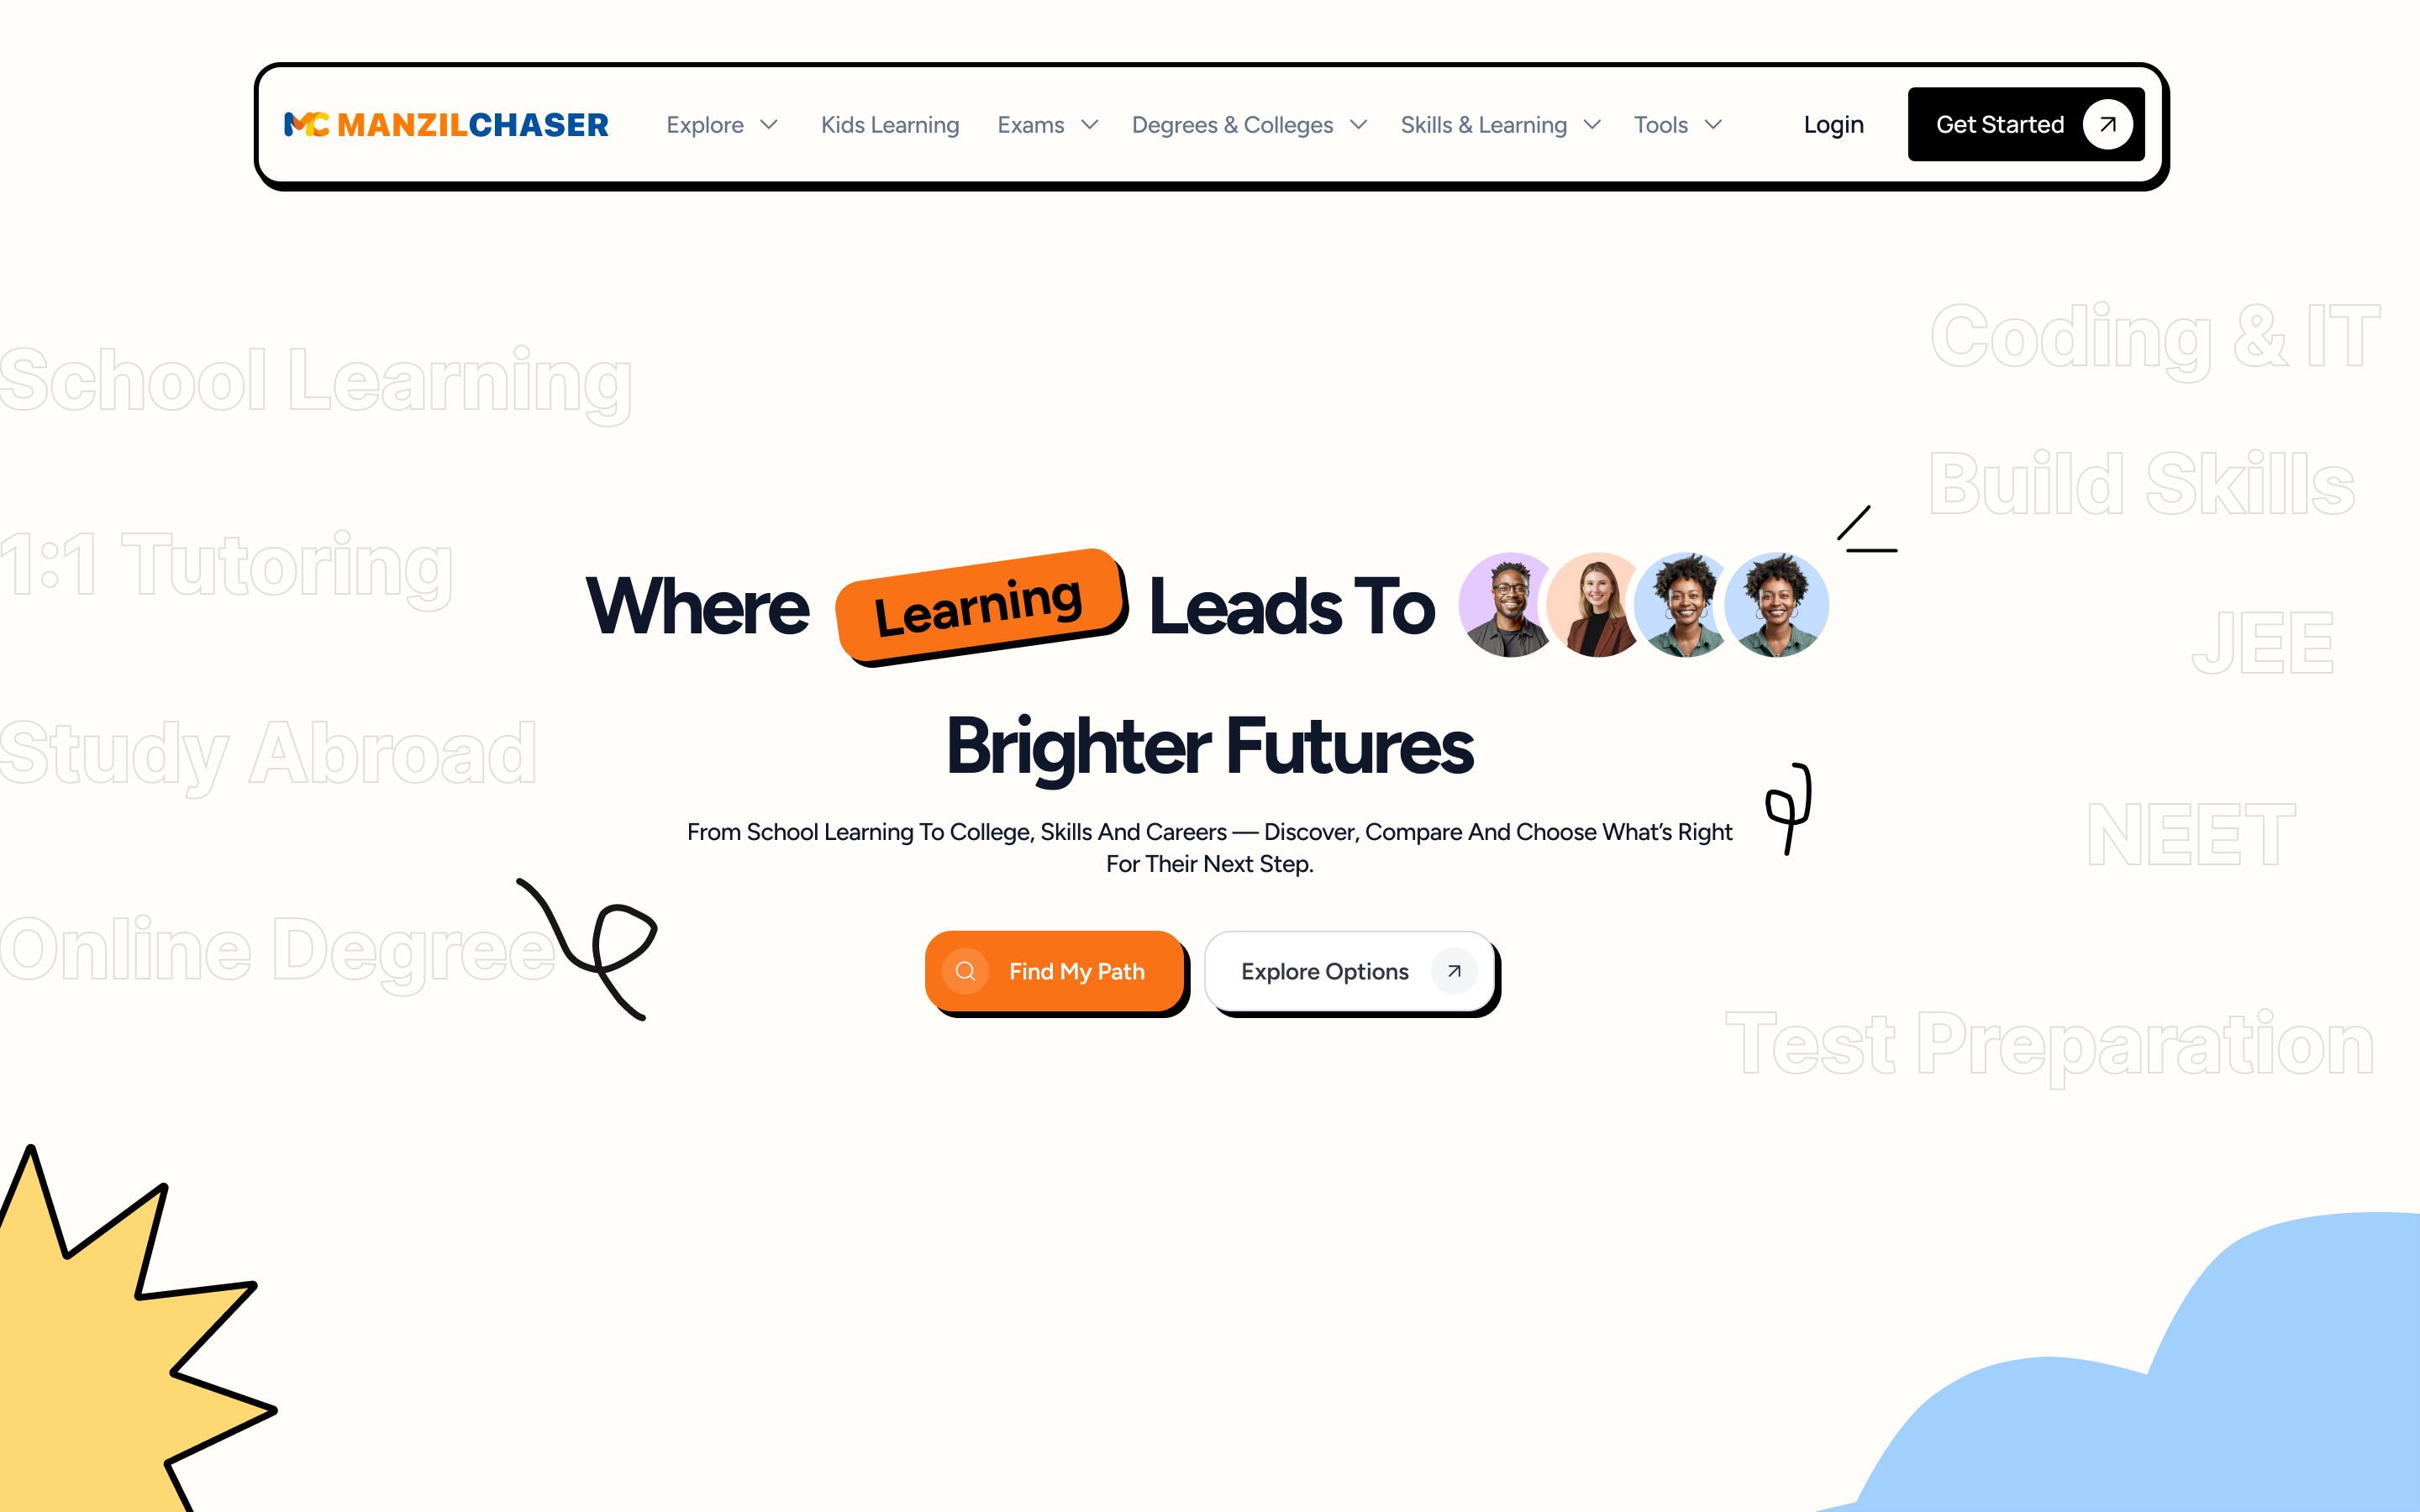 MC MANZILCHASER
Explore
Kids Learning
Exams
Degrees & Colleges
Skills & Learning
Tools
Login
Get Started
School Learning
1:1 Tutoring
Study Abroad
Online Degree
Where Learning Leads To
Brighter Futures
From School Learning To College, Skills And Careers — Discover, Compare And Choose What’s Right
For Their Next Step.
Find My Path
Explore Options
Coding & IT
Build Skills
JEE
NEET
Test Preparation